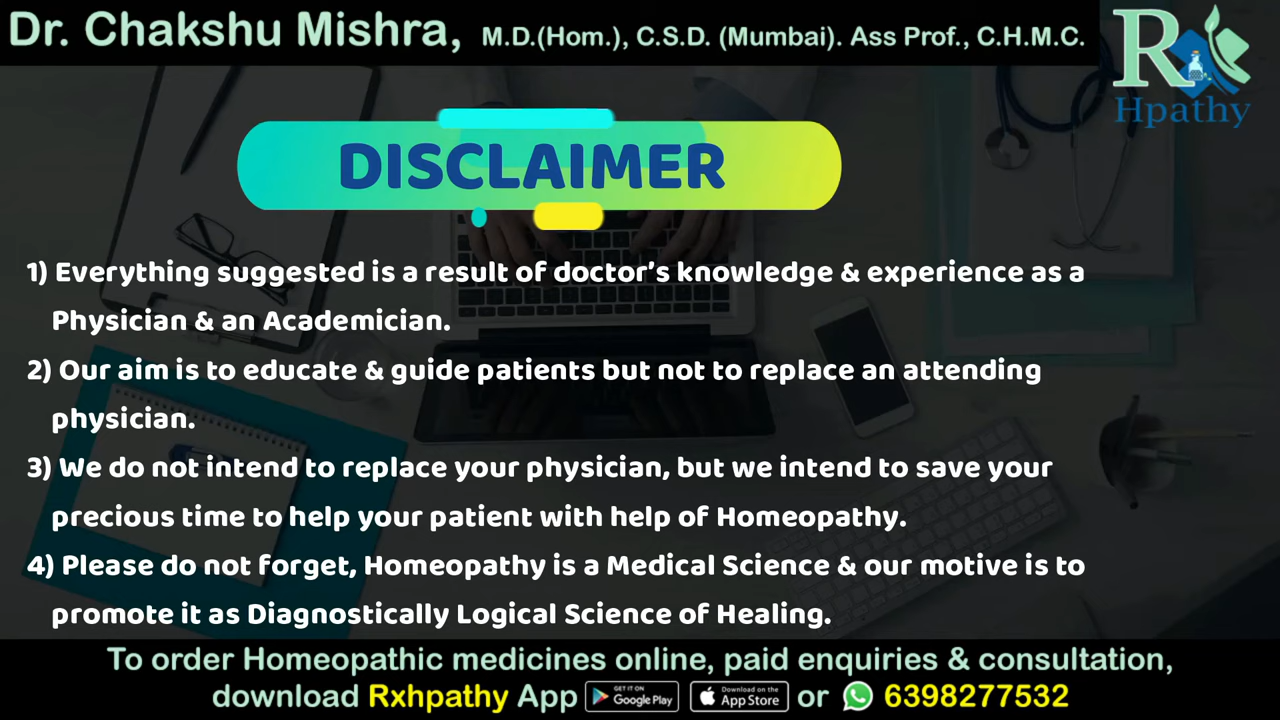 Dr. Chakshu Mishra, M.D.(Hom.), C.S.D. (Mumbai). Ass Prof., C.H.M.C.
Rx
Hpathy
DISCLAIMER
1) Everything suggested is a result of doctor's knowledge & experience as a
Physician & an Academician.
2) Our aim is to educate & guide patients but not to replace an attending
physician.
3) We do not intend to replace your physician, but we intend to save your
precious time to help your patient with help of Homeopathy.
4) Please do not forget, Homeopathy is a Medical Science & our motive is to
promote it as Diagnostically Logical Science of Healing.
To order Homeopathic medicines online, paid enquiries & consultation,
download Rxhpathy App GET IT ON Google Play Download on the App Store or 6398277532